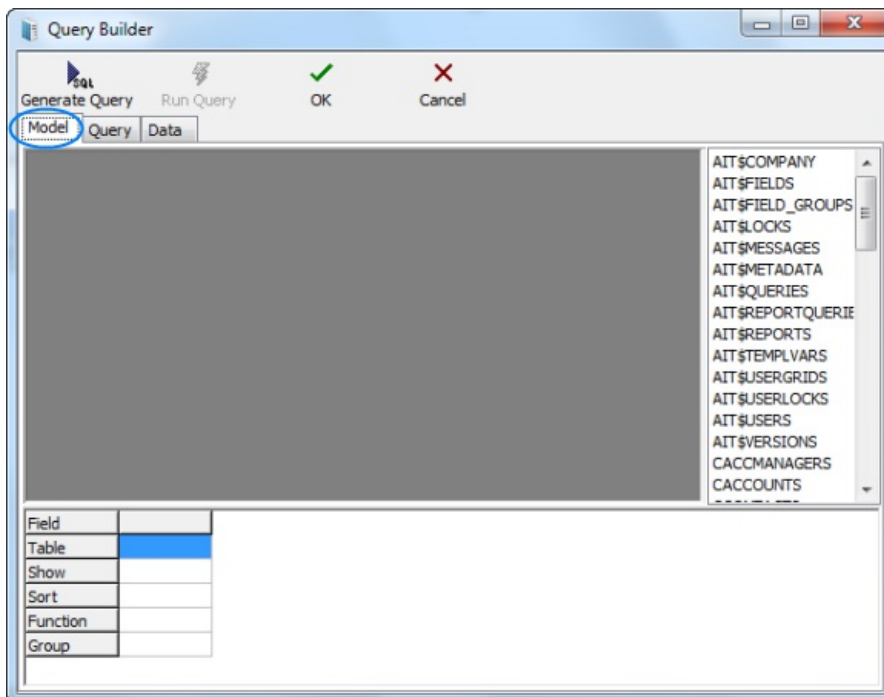 Query Builder
SQL
Generate Query Run Query OK Cancel
Model Query Data
AIT$COMPANY
AIT$FIELDS
AIT$FIELD_GROUPS
AIT$LOCKS
AIT$MESSAGES
AIT$METADATA
AIT$QUERIES
AIT$REPORTQUERIE
AIT$REPORTS
AIT$TEMPLVARS
AIT$USERGRIDS
AIT$USERLOCKS
AIT$USERS
AIT$VERSIONS
CACCMANAGERS
CACCOUNTS
Field
Table
Show
Sort
Function
Group